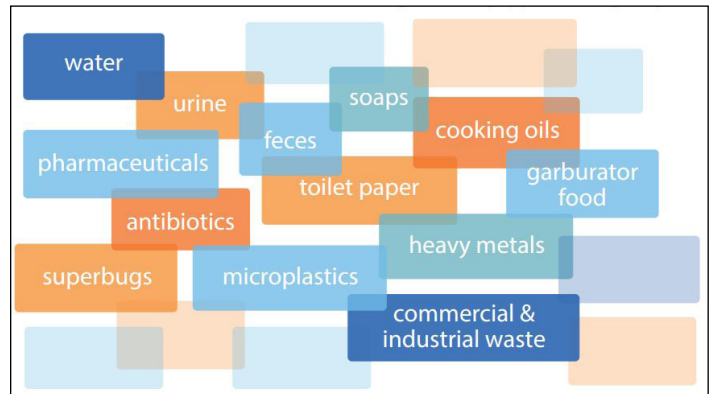 water
urine
soaps
cooking oils
feces
pharmaceuticals
toilet paper
garburator
food
antibiotics
heavy metals
superbugs
microplastics
commercial &
industrial waste